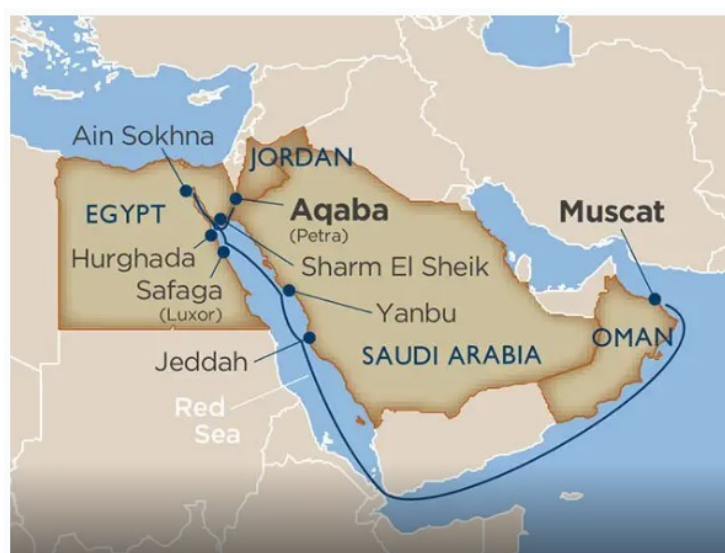 Ain Sokhna
JORDAN
EGYPT
Aqaba
(Petra)
Muscat
Hurghada
Sharm El Sheik
Safaga
(Luxor)
Yanbu
OMAN
Jeddah
SAUDI ARABIA
Red
Sea